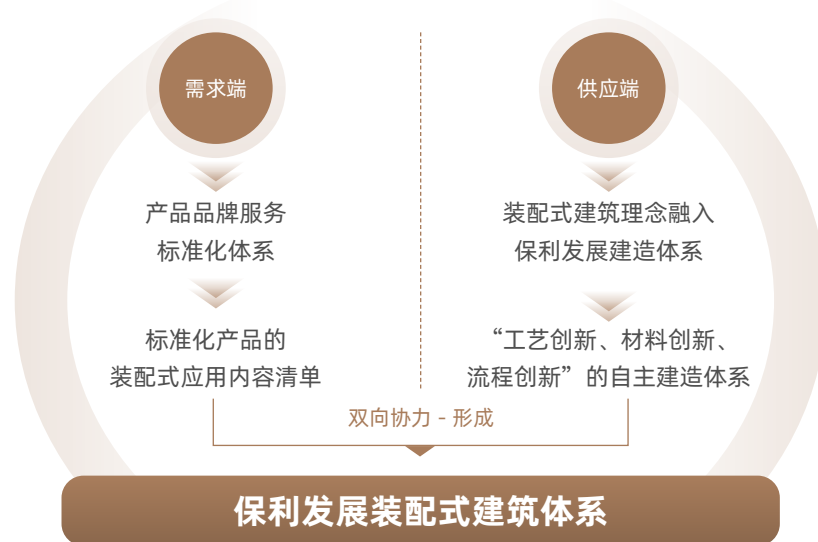 需求端
产品品牌服务
标准化体系
标准化产品的
装配式应用内容清单
供应端
装配式建筑理念融入
保利发展建造体系
“工艺创新、材料创新、
流程创新”的自主建造体系
双向协力 - 形成
保利发展装配式建筑体系